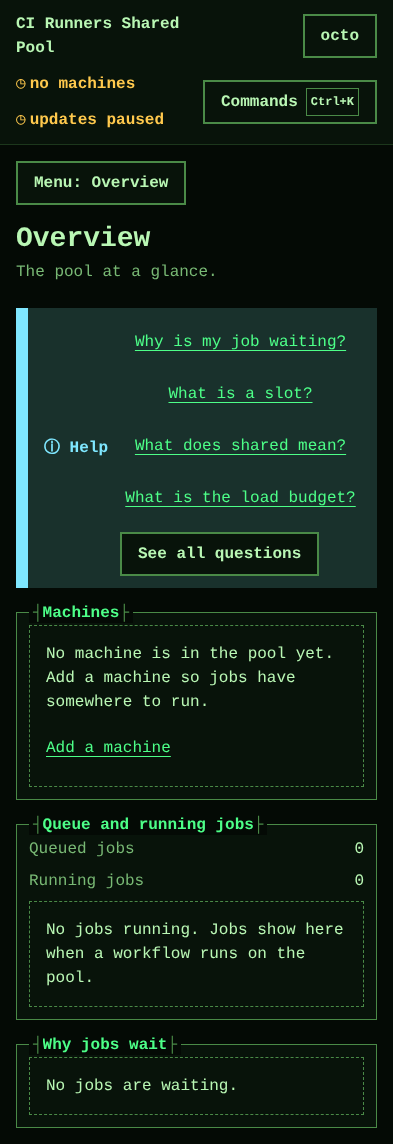 CI Runners Shared
Pool
octo
◷ no machines
◷ updates paused
Commands Ctrl+K
Menu: Overview
Overview
The pool at a glance.
ⓘ Help
Why is my job waiting?
What is a slot?
What does shared mean?
What is the load budget?
See all questions
Machines
No machine is in the pool yet.
Add a machine so jobs have
somewhere to run.
Add a machine
Queue and running jobs
Queued jobs 0
Running jobs 0
No jobs running. Jobs show here
when a workflow runs on the
pool.
Why jobs wait
No jobs are waiting.